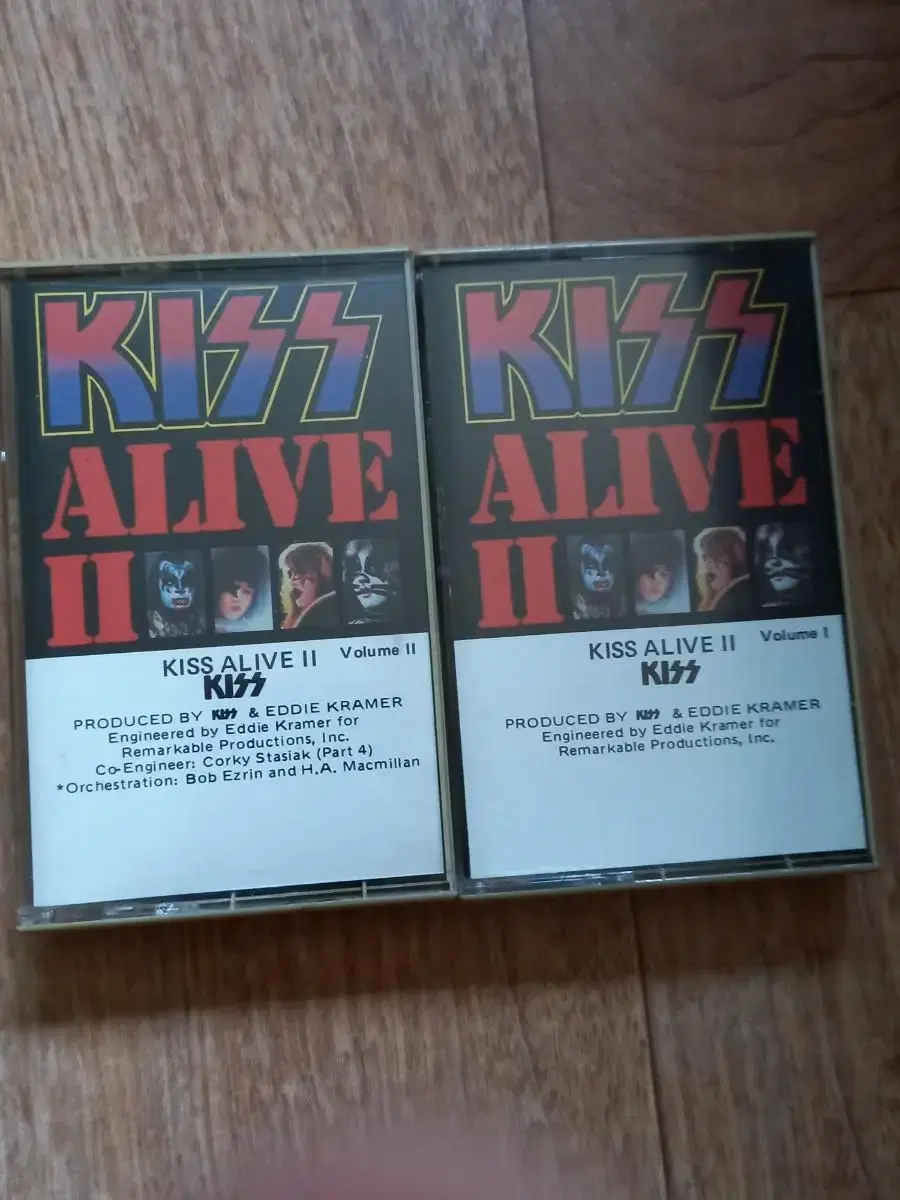 KISS
ALIVE
II
KISS ALIVE II Volume II
KISS
PRODUCED BY KISS & EDDIE KRAMER
Engineered by Eddie Kramer for
Remarkable Productions, Inc.
Co-Engineer: Corky Stasiak (Part 4)
*Orchestration: Bob Ezrin and H.A. Macmillan
KISS
ALIVE
II
KISS ALIVE II Volume I
KISS
PRODUCED BY KISS & EDDIE KRAMER
Engineered by Eddie Kramer for
Remarkable Productions, Inc.